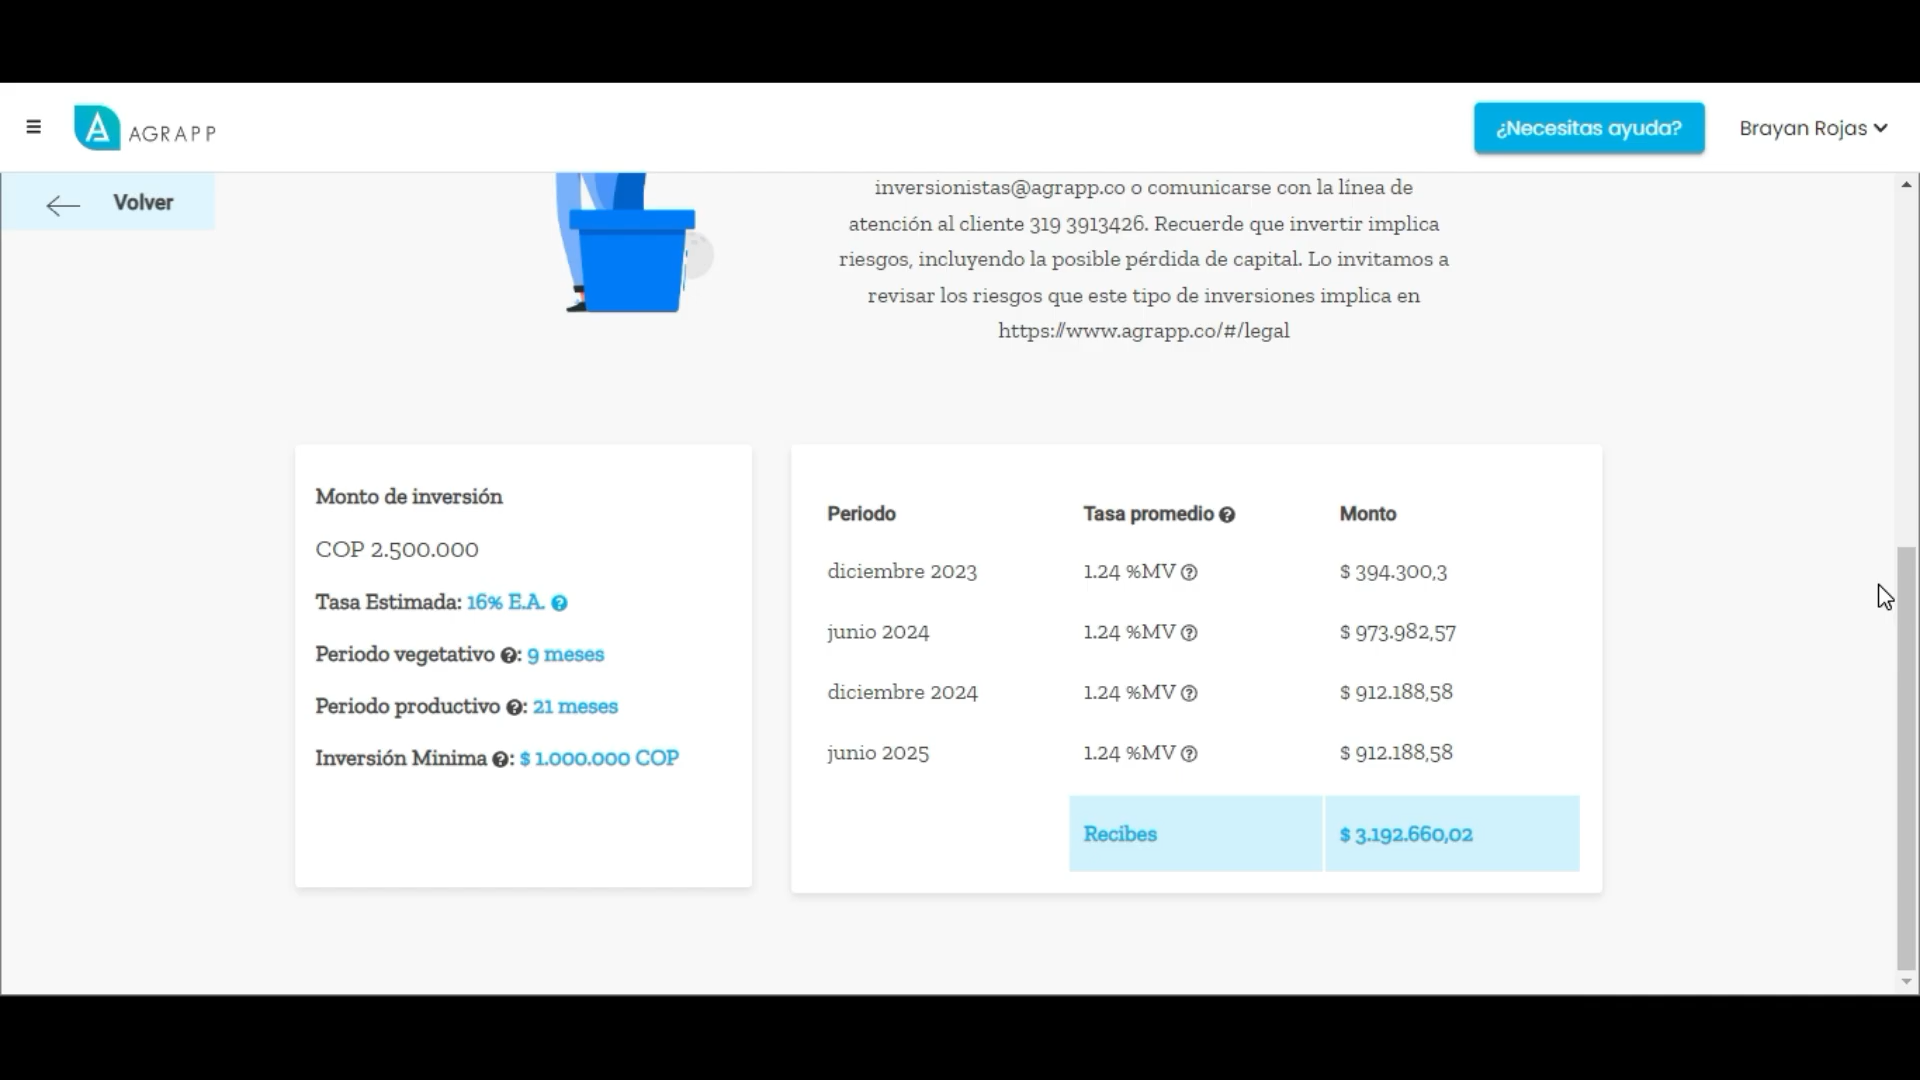 AGRAPP
¿Necesitas ayuda?
Brayan Rojas
Volver
inversionistas@agrapp.co o comunicarse con la línea de
atención al cliente 319 3913426. Recuerde que invertir implica
riesgos, incluyendo la posible pérdida de capital. Lo invitamos a
revisar los riesgos que este tipo de inversiones implica en
https://www.agrapp.co/#/legal
Monto de inversión
COP 2.500.000
Tasa Estimada: 16% E.A. ?
Periodo vegetativo ?: 9 meses
Periodo productivo ?: 21 meses
Inversión Minima ?: $ 1.000.000 COP
Periodo Tasa promedio ? Monto
diciembre 2023 1.24 %MV ? $ 394.300,3
junio 2024 1.24 %MV ? $ 973.982,57
diciembre 2024 1.24 %MV ? $ 912.188,58
junio 2025 1.24 %MV ? $ 912.188,58
Recibes $ 3.192.660,02